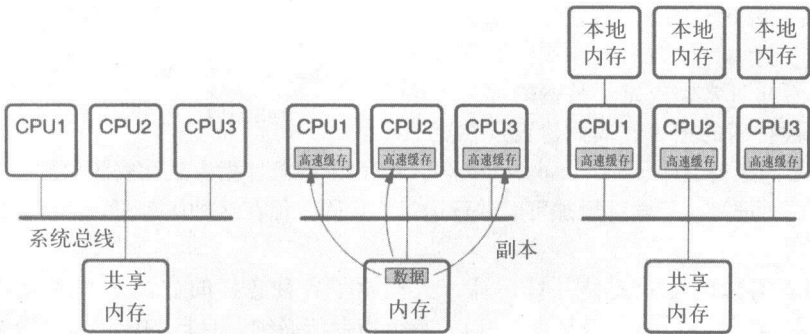 本地 本地 本地
内存 内存 内存
CPU1 CPU2 CPU3 CPU1 CPU2 CPU3 CPU1 CPU2 CPU3
高速缓存 高速缓存 高速缓存 高速缓存 高速缓存 高速缓存
系统总线
副本
共享 数据 共享
内存 内存 内存